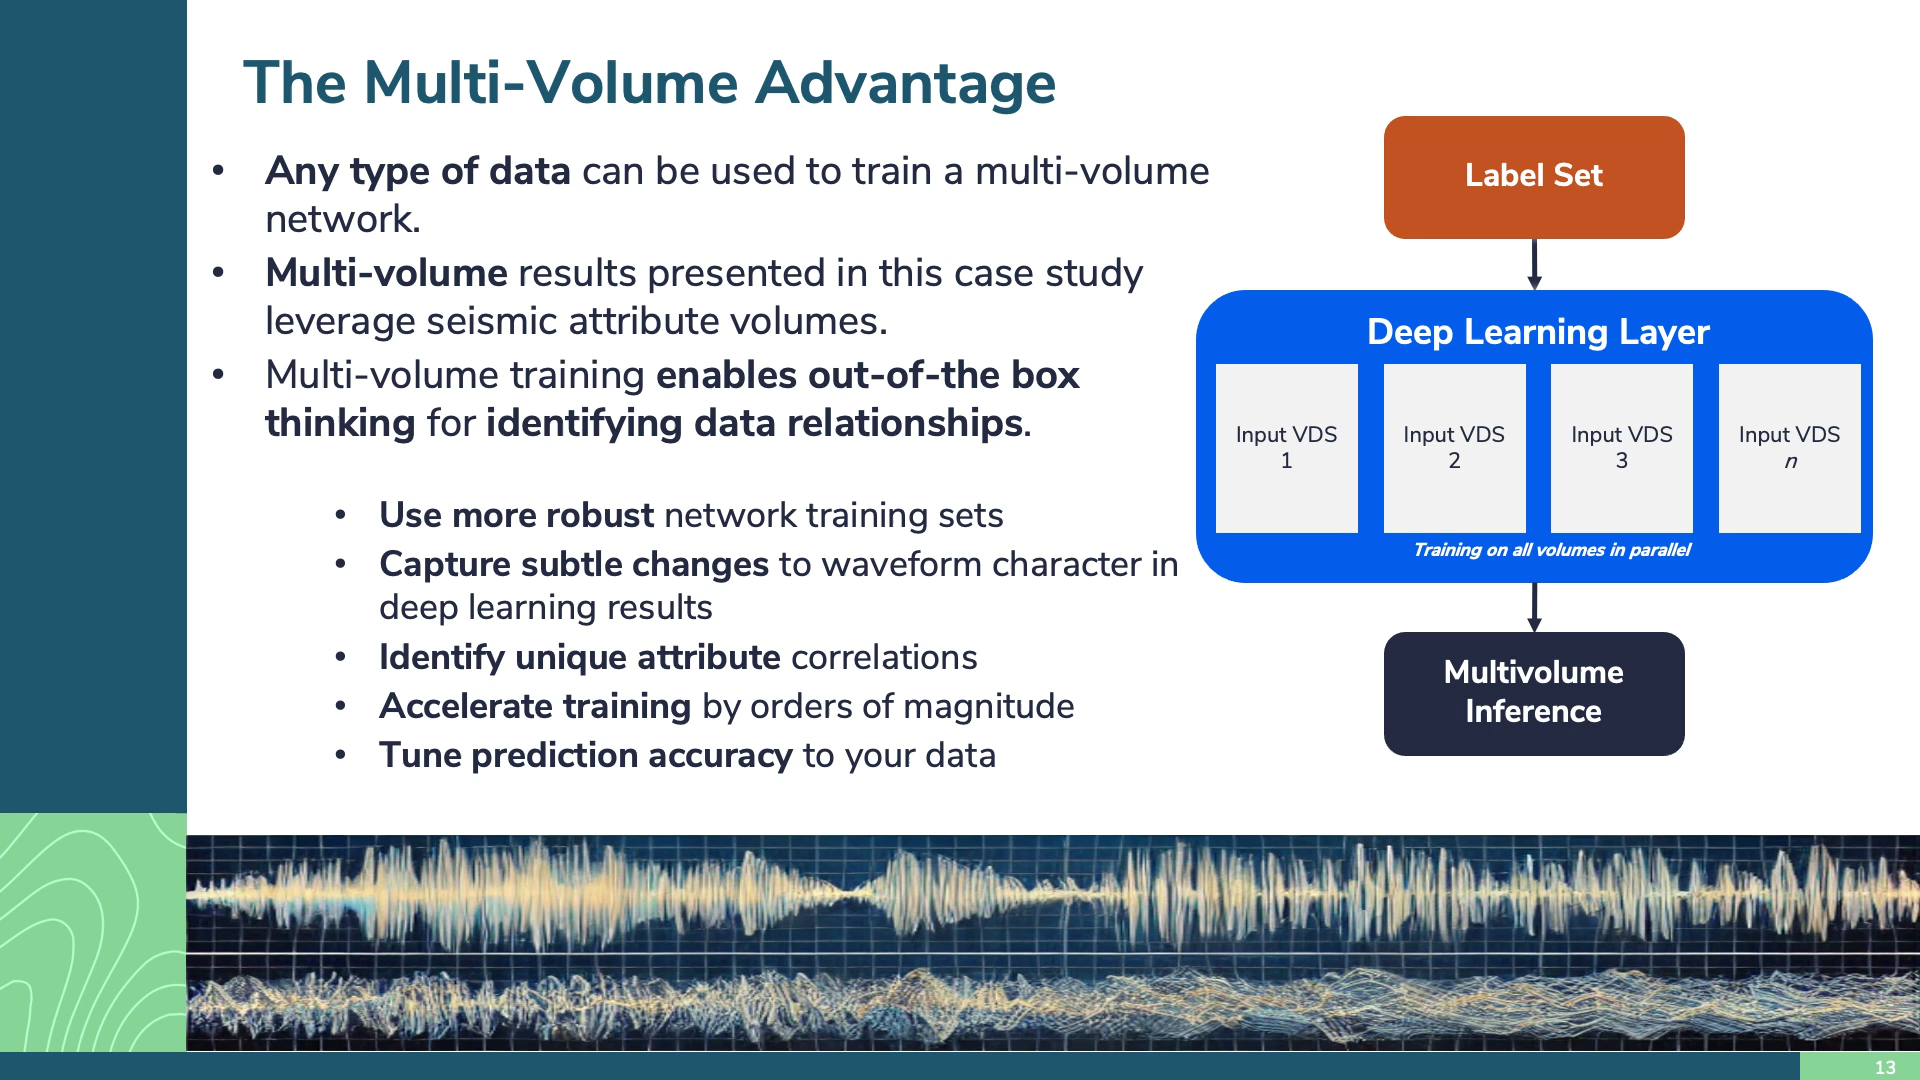 The Multi-Volume Advantage
• Any type of data can be used to train a multi-volume
network.
• Multi-volume results presented in this case study
leverage seismic attribute volumes.
• Multi-volume training enables out-of-the box
thinking for identifying data relationships.
• Use more robust network training sets
• Capture subtle changes to waveform character in
deep learning results
• Identify unique attribute correlations
• Accelerate training by orders of magnitude
• Tune prediction accuracy to your data
Label Set
Deep Learning Layer
Input VDS
1
Input VDS
2
Input VDS
3
Input VDS
n
Training on all volumes in parallel
Multivolume
Inference
13